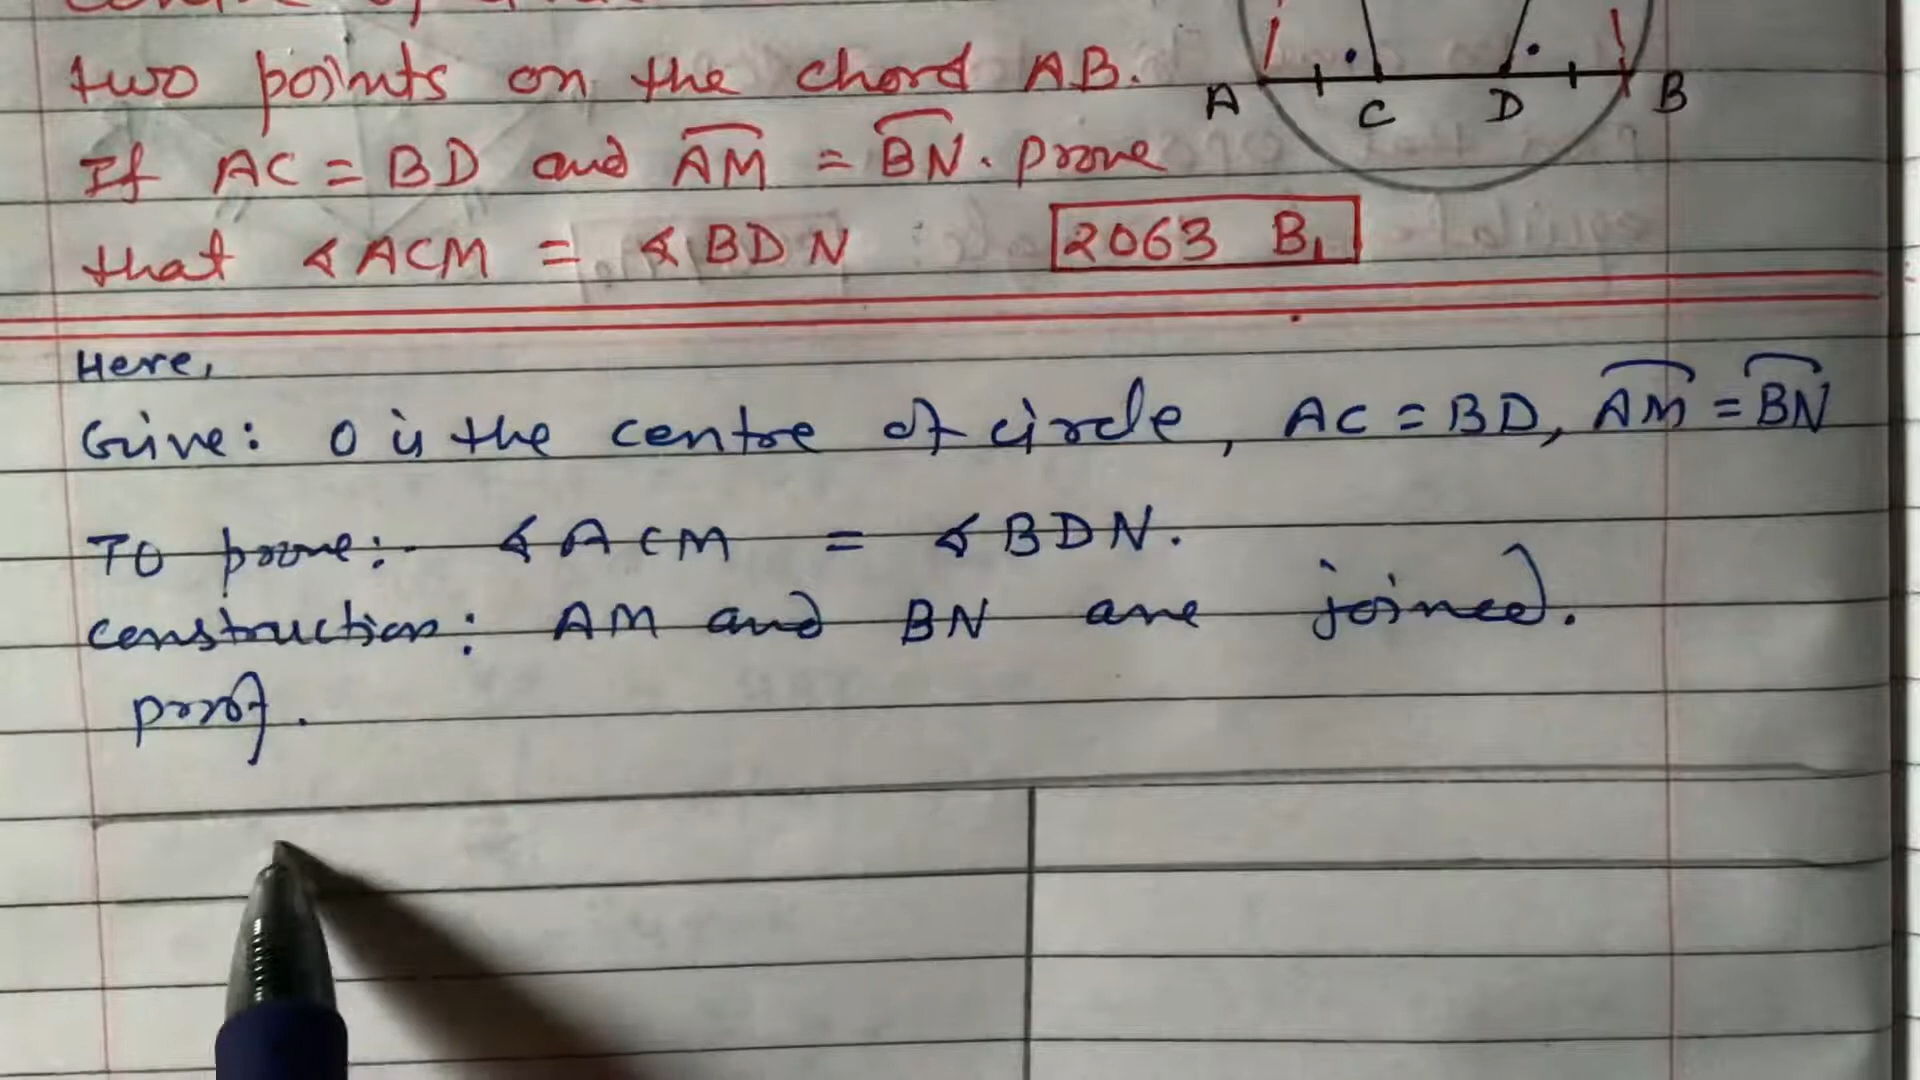 two points on the chord AB.
If AC = BD and AM = BN. prove
that ∡ACM = ∡BDN
2063 B,
A
C
D
B
Here,
Give: O is the centre of circle, AC = BD, AM = BN
TO prove:- ∡ACM = ∡BDN.
construction: AM and BN are joined.
proof.